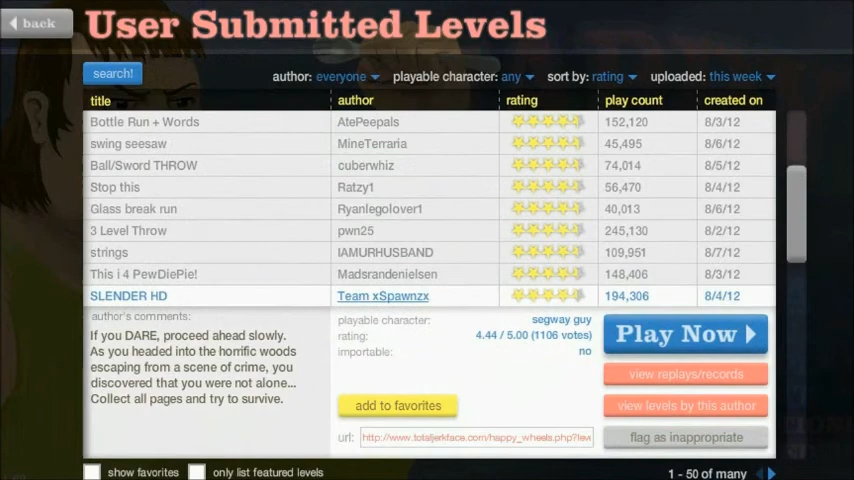 back
User Submitted Levels
search!
author: everyone playable character: any sort by: rating uploaded: this week
title author rating play count created on
Bottle Run + Words AtePeepals 152,120 8/3/12
swing seesaw MineTerraria 45,495 8/6/12
Ball/Sword THROW cuberwhiz 74,014 8/5/12
Stop this Ratzy1 56,470 8/4/12
Glass break run Ryanlegolover1 40,013 8/6/12
3 Level Throw pwn25 245,130 8/2/12
strings IAMURHUSBAND 109,951 8/7/12
This i 4 PewDiePie! Madsrandenielsen 148,406 8/3/12
SLENDER HD Team xSpawnzx 194,306 8/4/12
author's comments:
If you DARE, proceed ahead slowly.
As you headed into the horrific woods
escaping from a scene of crime, you
discovered that you were not alone...
Collect all pages and try to survive.
playable character: segway guy
rating: 4.44 / 5.00 (1106 votes)
importable: no
add to favorites
url: http://www.totaljerkface.com/happy_wheels.php?leve
Play Now
view replays/records
view levels by this author
flag as inappropriate
show favorites only list featured levels
1 - 50 of many